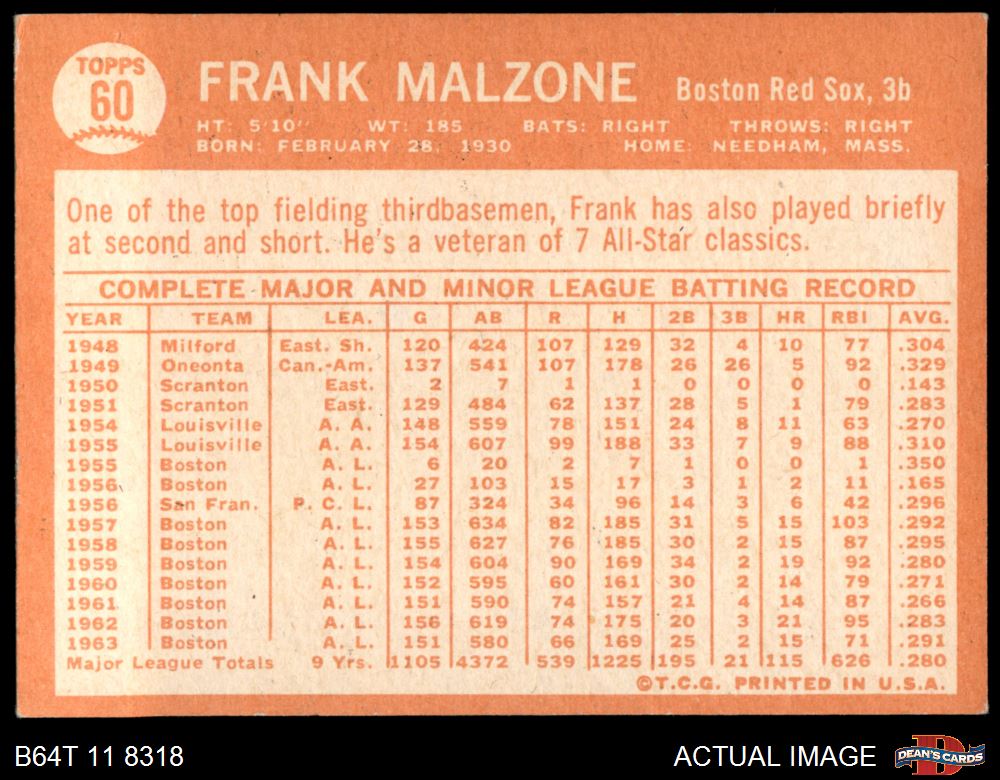 TOPPS
60
FRANK MALZONE Boston Red Sox, 3b
HT: 5'10" WT: 185 BATS: RIGHT THROWS: RIGHT
BORN: FEBRUARY 28, 1930 HOME: NEEDHAM, MASS.
One of the top fielding thirdbasemen, Frank has also played briefly
at second and short. He's a veteran of 7 All-Star classics.
COMPLETE MAJOR AND MINOR LEAGUE BATTING RECORD
YEAR TEAM LEA. G AB R H 2B 3B HR RBI AVG.
1948 Milford East. Sh. 120 424 107 129 32 4 10 77 .304
1949 Oneonta Can.-Am. 137 541 107 178 26 26 5 92 .329
1950 Scranton East. 2 7 1 1 0 0 0 0 .143
1951 Scranton East. 129 484 62 137 28 5 1 79 .283
1954 Louisville A. A. 148 559 78 151 24 8 11 63 .270
1955 Louisville A. A. 154 607 99 188 33 7 9 88 .310
1955 Boston A. L. 6 20 2 7 1 0 0 1 .350
1956 Boston A. L. 27 103 15 17 3 1 2 11 .165
1956 San Fran. P. C. L. 87 324 34 96 14 3 6 42 .296
1957 Boston A. L. 153 634 82 185 31 5 15 103 .292
1958 Boston A. L. 155 627 76 185 30 2 15 87 .295
1959 Boston A. L. 154 604 90 169 34 2 19 92 .280
1960 Boston A. L. 152 595 60 161 30 2 14 79 .271
1961 Boston A. L. 151 590 74 157 21 4 14 87 .266
1962 Boston A. L. 156 619 74 175 20 3 21 95 .283
1963 Boston A. L. 151 580 66 169 25 2 15 71 .291
Major League Totals 9 Yrs. 1105 4372 539 1225 195 21 115 626 .280
©T.C.G. PRINTED IN U.S.A.
B64T 11 8318 ACTUAL IMAGE DEAN'S CARDS